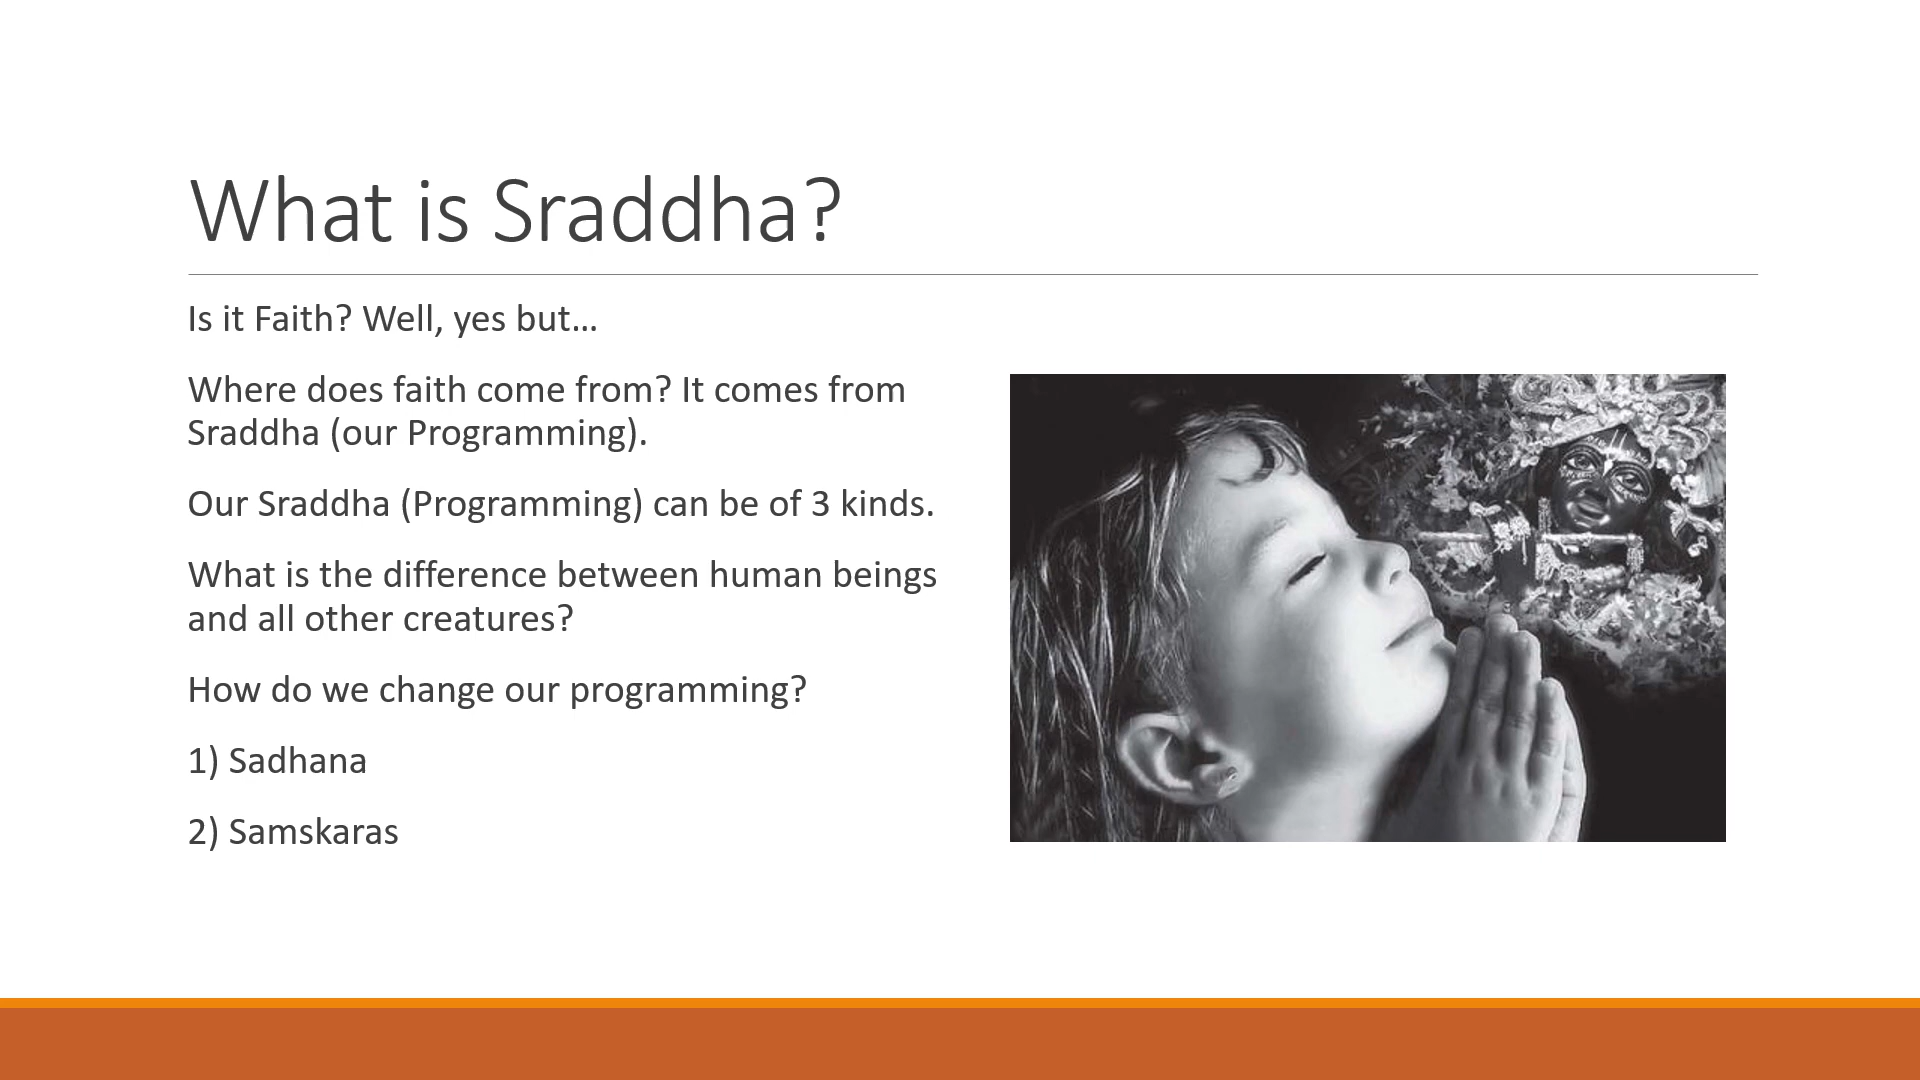 What is Sraddha?
Is it Faith? Well, yes but…
Where does faith come from? It comes from
Sraddha (our Programming).
Our Sraddha (Programming) can be of 3 kinds.
What is the difference between human beings
and all other creatures?
How do we change our programming?
1) Sadhana
2) Samskaras